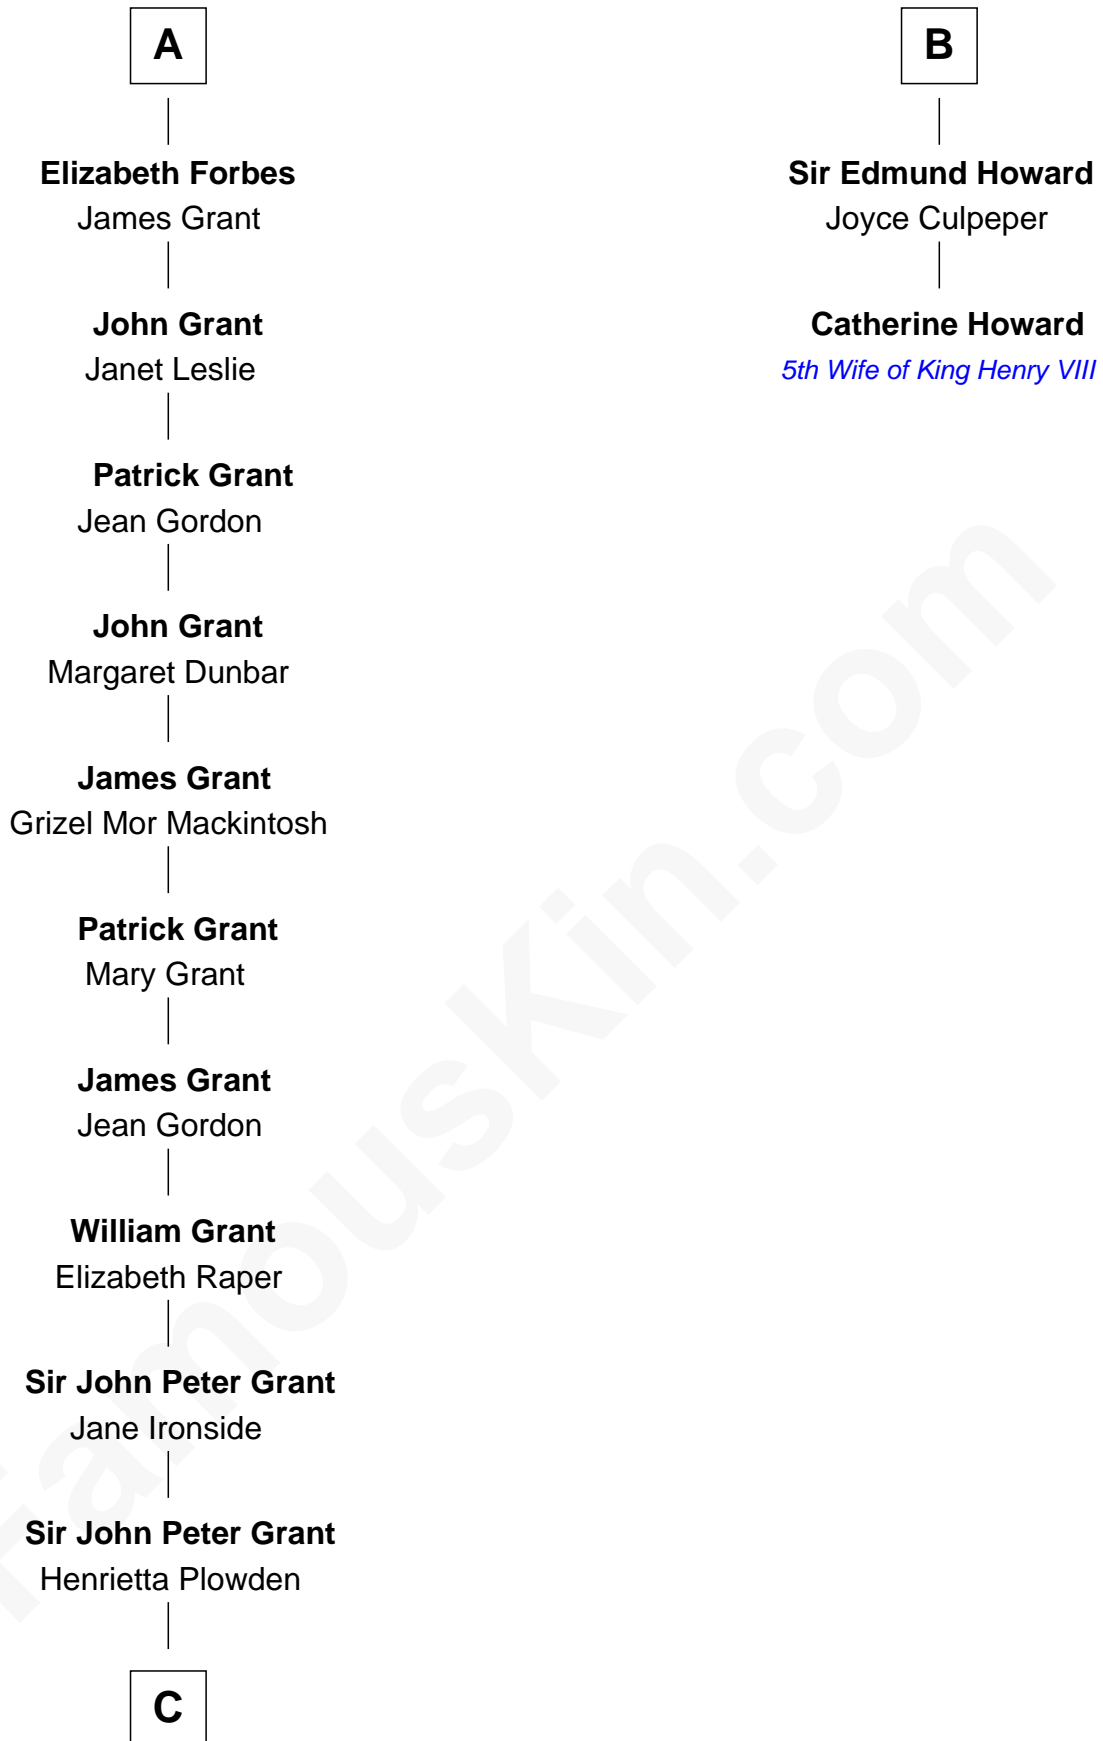 A
Elizabeth Forbes
James Grant
John Grant
Janet Leslie
Patrick Grant
Jean Gordon
John Grant
Margaret Dunbar
James Grant
Grizel Mor Mackintosh
Patrick Grant
Mary Grant
James Grant
Jean Gordon
William Grant
Elizabeth Raper
Sir John Peter Grant
Jane Ironside
Sir John Peter Grant
Henrietta Plowden
C
B
Sir Edmund Howard
Joyce Culpeper
Catherine Howard
5th Wife of King Henry VIII
FamousKin.com